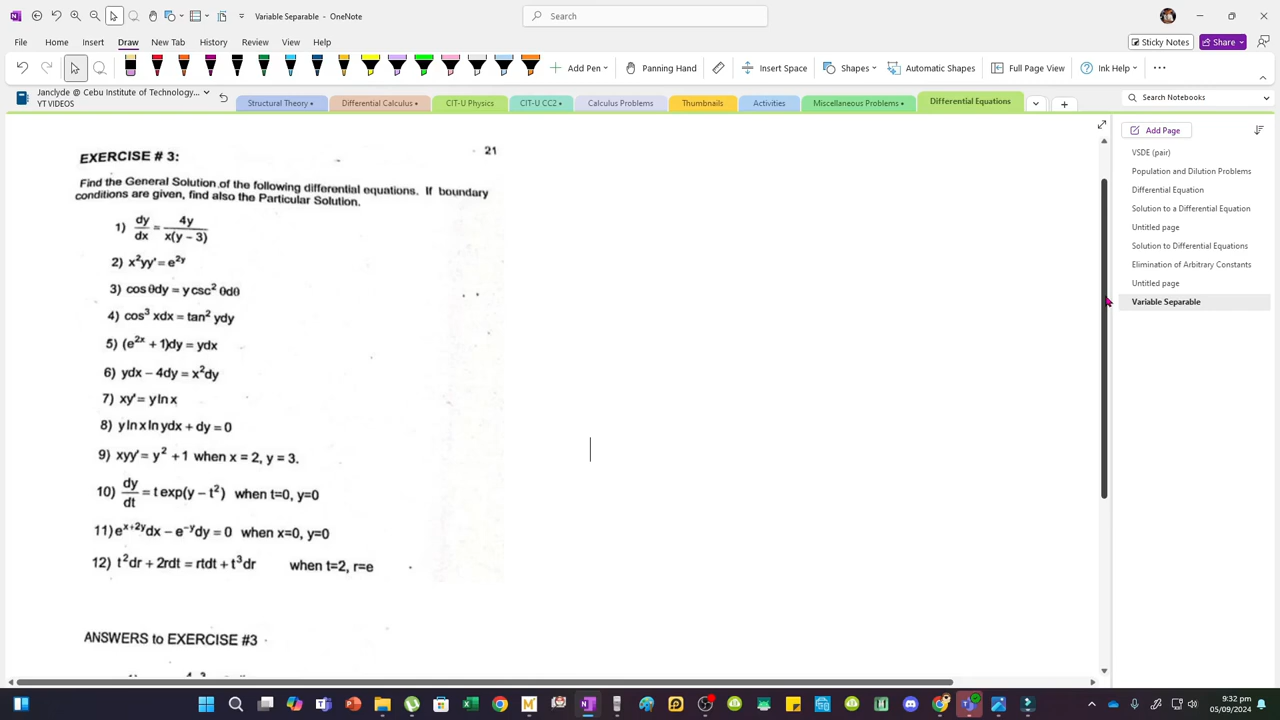 Variable Separable - OneNote
Search
File Home Insert Draw New Tab History Review View Help
Sticky Notes Share
Add Pen Panning Hand Insert Space Shapes Automatic Shapes Full Page View Ink Help
Janclyde @ Cebu Institute of Technology...
YT VIDEOS
Structural Theory Differential Calculus CIT-U Physics CIT-U CC2 Calculus Problems Thumbnails Activities Miscellaneous Problems Differential Equations
Search Notebooks
Add Page
VSDE (pair)
Population and Dilution Problems
Differential Equation
Solution to a Differential Equation
Untitled page
Solution to Differential Equations
Elimination of Arbitrary Constants
Untitled page
Variable Separable
EXERCISE # 3: 21
Find the General Solution of the following differential equations. If boundary
conditions are given, find also the Particular Solution.
1) dy/dx = 4y/x(y – 3)
2) x²yy' = e²ʸ
3) cos θdy = y csc² θdθ
4) cos³ xdx = tan² ydy
5) (e²ˣ + 1)dy = ydx
6) ydx – 4dy = x²dy
7) xy' = y ln x
8) y ln x ln ydx + dy = 0
9) xyy' = y² + 1 when x = 2, y = 3.
10) dy/dt = t exp(y – t²) when t=0, y=0
11) eˣ⁺²ʸdx – e⁻ʸdy = 0 when x=0, y=0
12) t²dr + 2rdt = rtdt + t³dr when t=2, r=e
ANSWERS to EXERCISE #3
9:32 pm
05/09/2024